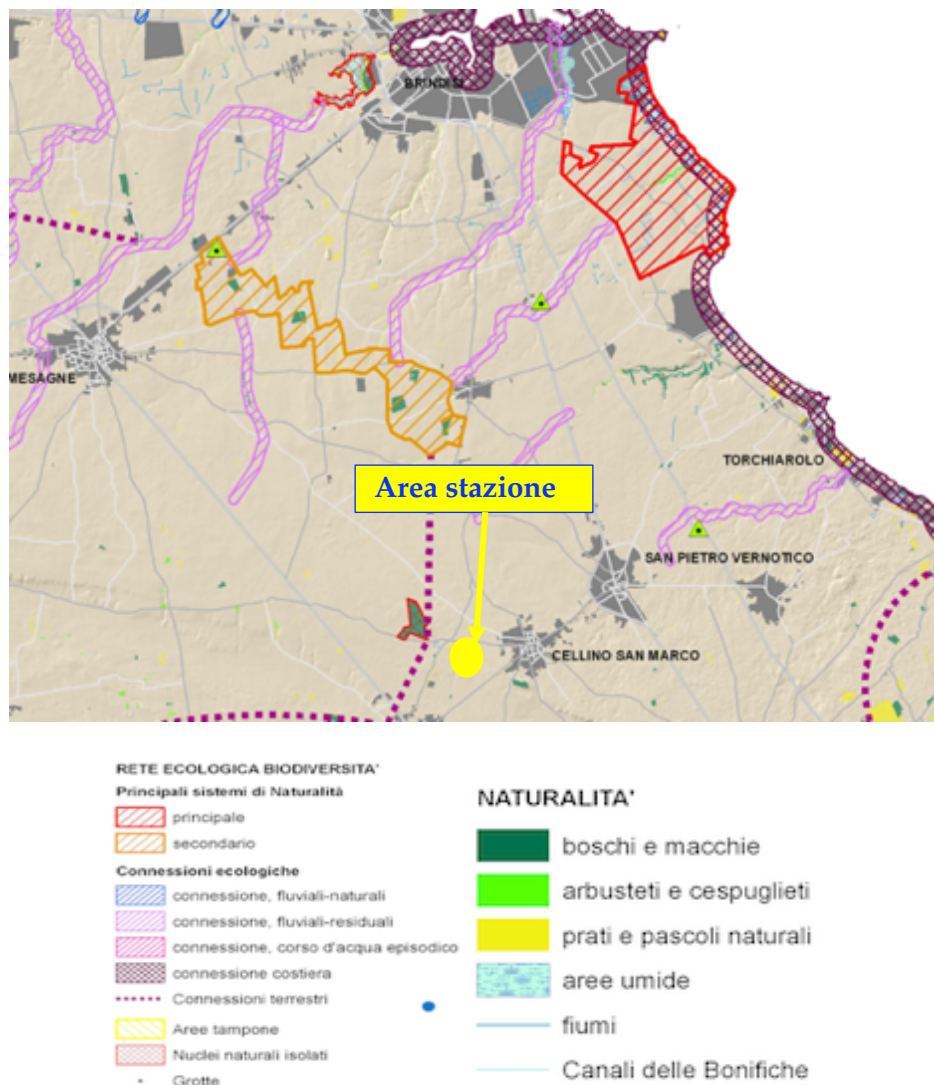 BRINDISI
MESAGNE
TORCHIAROLO
Area stazione
SAN PIETRO VERNOTICO
CELLINO SAN MARCO
RETE ECOLOGICA BIODIVERSITA'
Principali sistemi di Naturalità
principale
secondario
Connessioni ecologiche
connessione, fluviali-naturali
connessione, fluviali-residuali
connessione, corso d'acqua episodico
connessione costiera
Connessioni terrestri
Aree tampone
Nuclei naturali isolati
Grotte
NATURALITA'
boschi e macchie
arbusteti e cespuglieti
prati e pascoli naturali
aree umide
fiumi
Canali delle Bonifiche